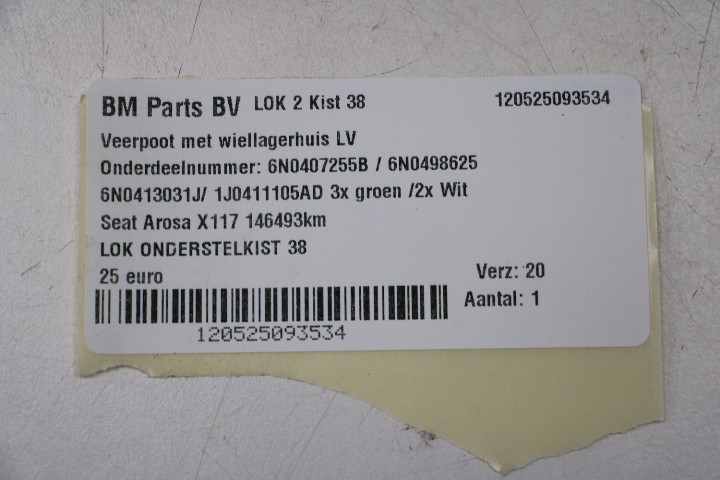 BM Parts BV LOK 2 Kist 38 120525093534
Veerpoot met wiellagerhuis LV
Onderdeelnummer: 6N0407255B / 6N0498625
6N0413031J/ 1J0411105AD 3x groen /2x Wit
Seat Arosa X117 146493km
LOK ONDERSTELKIST 38
25 euro Verz: 20
Aantal: 1
120525093534